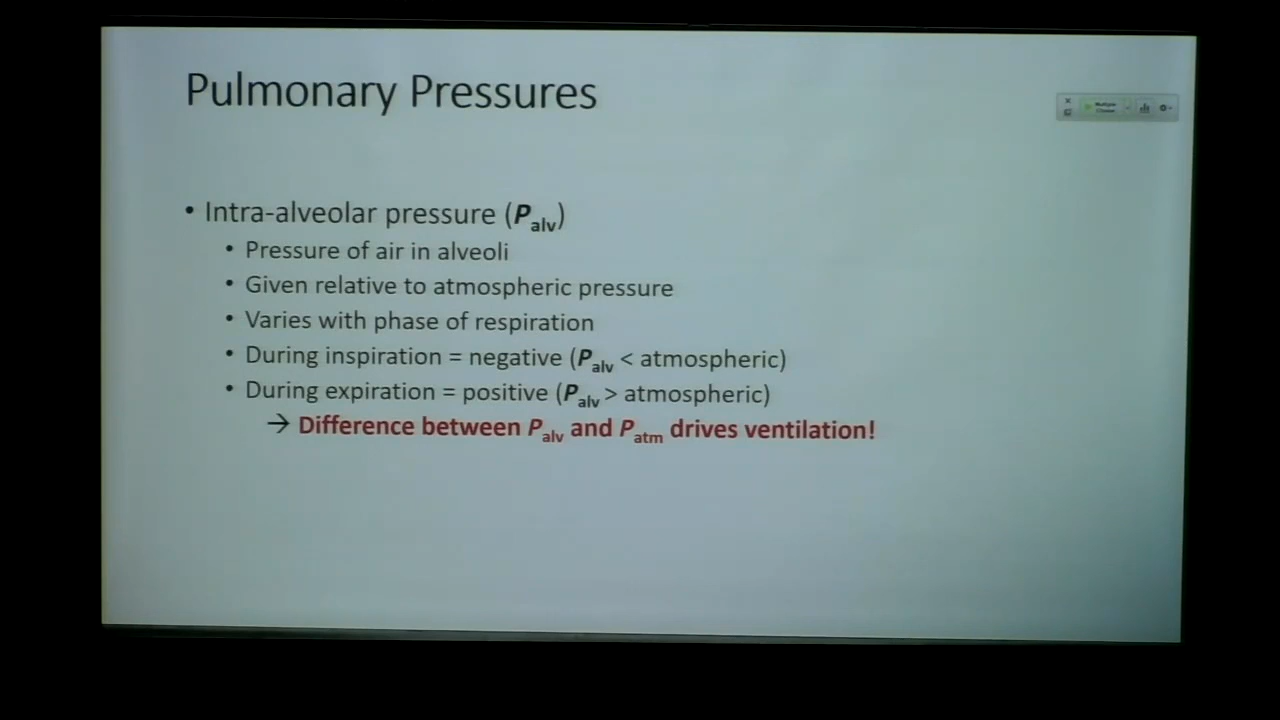 Pulmonary Pressures
Multiple
Choice
• Intra-alveolar pressure (Palv)
• Pressure of air in alveoli
• Given relative to atmospheric pressure
• Varies with phase of respiration
• During inspiration = negative (Palv < atmospheric)
• During expiration = positive (Palv > atmospheric)
→ Difference between Palv and Patm drives ventilation!